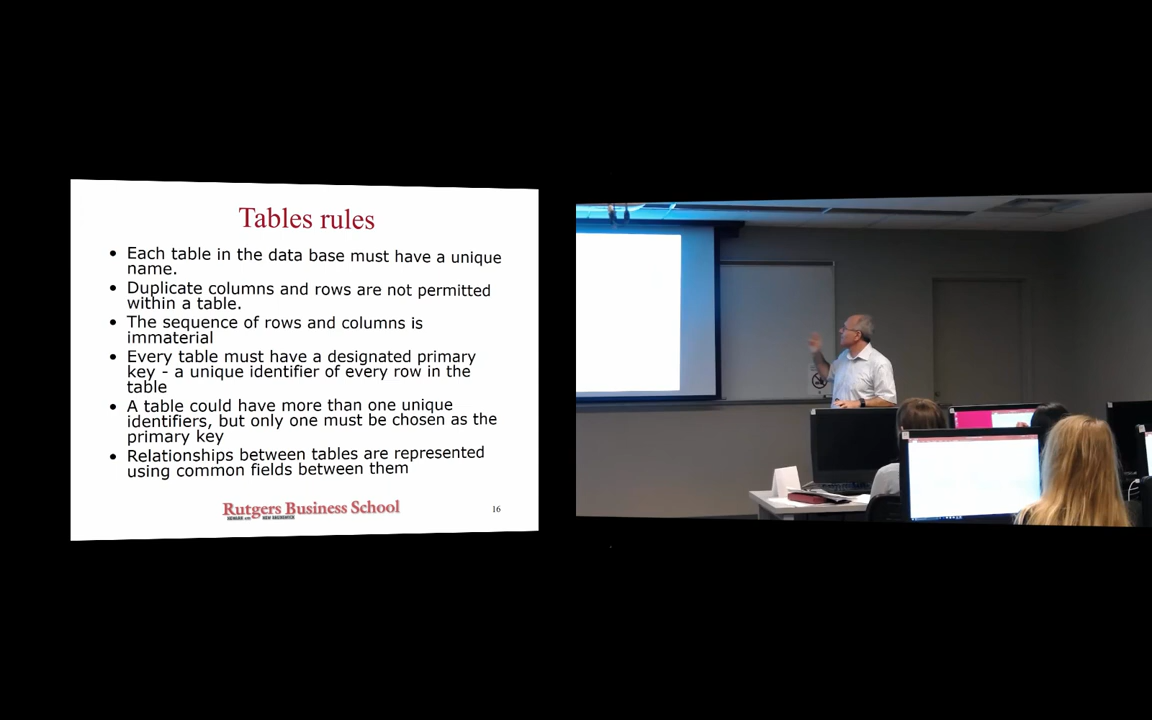 Tables rules
• Each table in the data base must have a unique
name.
• Duplicate columns and rows are not permitted
within a table.
• The sequence of rows and columns is
immaterial
• Every table must have a designated primary
key - a unique identifier of every row in the
table
• A table could have more than one unique
identifiers, but only one must be chosen as the
primary key
• Relationships between tables are represented
using common fields between them
Rutgers Business School
NEWARK AND NEW BRUNSWICK
16